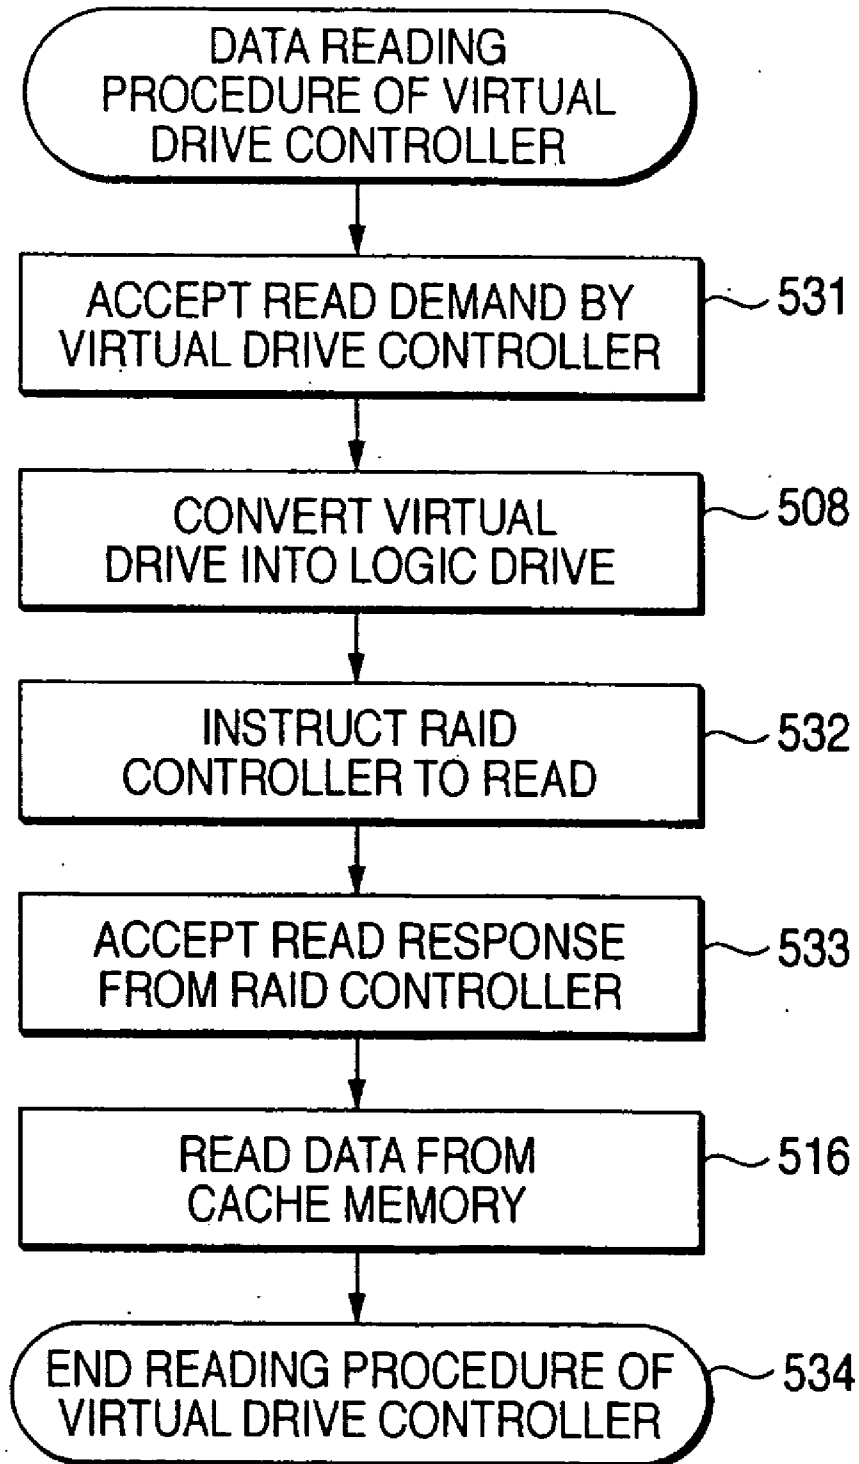 DATA READING
PROCEDURE OF VIRTUAL
DRIVE CONTROLLER
ACCEPT READ DEMAND BY
VIRTUAL DRIVE CONTROLLER
531
CONVERT VIRTUAL
DRIVE INTO LOGIC DRIVE
508
INSTRUCT RAID
CONTROLLER TO READ
532
ACCEPT READ RESPONSE
FROM RAID CONTROLLER
533
READ DATA FROM
CACHE MEMORY
516
END READING PROCEDURE OF
VIRTUAL DRIVE CONTROLLER
534